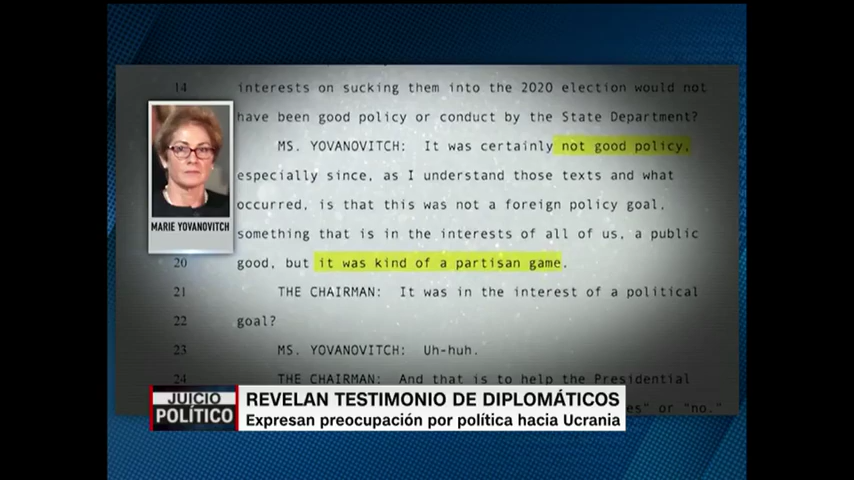 14 interests on sucking them into the 2020 election would not
have been good policy or conduct by the State Department?
MS. YOVANOVITCH: It was certainly not good policy,
especially since, as I understand those texts and what
occurred, is that this was not a foreign policy goal,
something that is in the interests of all of us, a public
20 good, but it was kind of a partisan game.
21 THE CHAIRMAN: It was in the interest of a political
22 goal?
23 MS. YOVANOVITCH: Uh-huh.
24 THE CHAIRMAN: And that is to help the Presidential
or "no."
MARIE YOVANOVITCH
JUICIO
POLÍTICO
REVELAN TESTIMONIO DE DIPLOMÁTICOS
Expresan preocupación por política hacia Ucrania